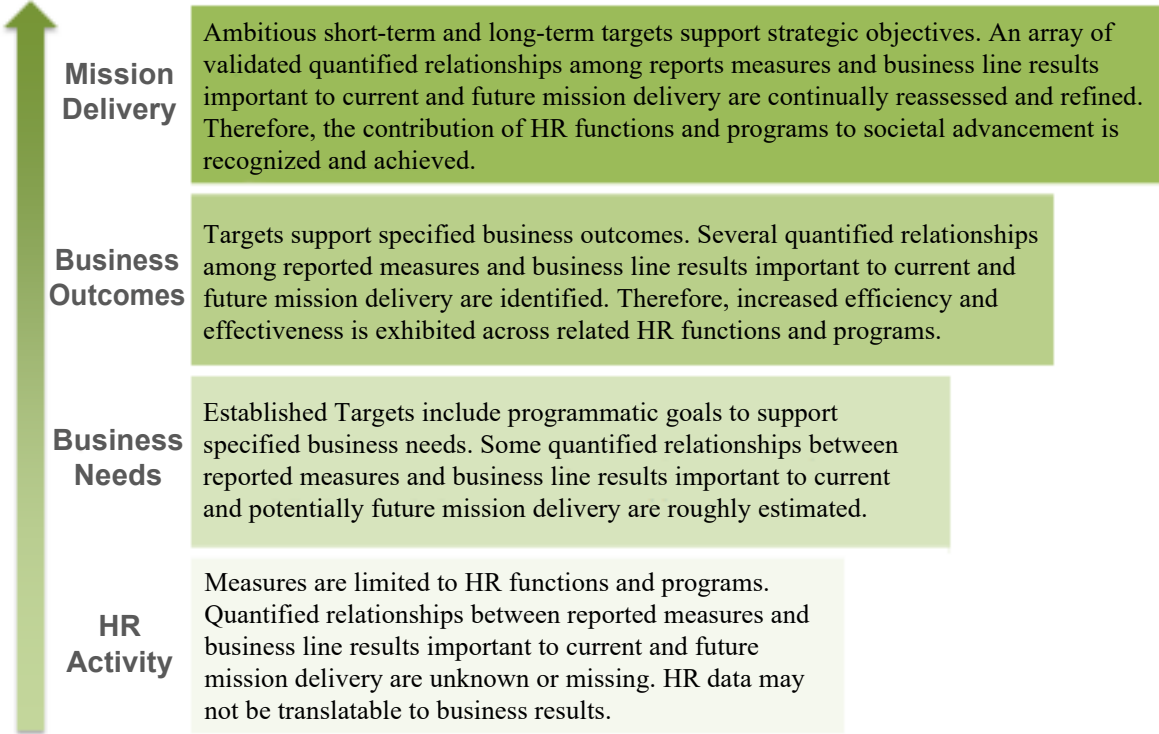 Mission
Delivery
Ambitious short-term and long-term targets support strategic objectives. An array of
validated quantified relationships among reports measures and business line results
important to current and future mission delivery are continually reassessed and refined.
Therefore, the contribution of HR functions and programs to societal advancement is
recognized and achieved.
Business
Outcomes
Targets support specified business outcomes. Several quantified relationships
among reported measures and business line results important to current and
future mission delivery are identified. Therefore, increased efficiency and
effectiveness is exhibited across related HR functions and programs.
Business
Needs
Established Targets include programmatic goals to support
specified business needs. Some quantified relationships between
reported measures and business line results important to current
and potentially future mission delivery are roughly estimated.
HR
Activity
Measures are limited to HR functions and programs.
Quantified relationships between reported measures and
business line results important to current and future
mission delivery are unknown or missing. HR data may
not be translatable to business results.